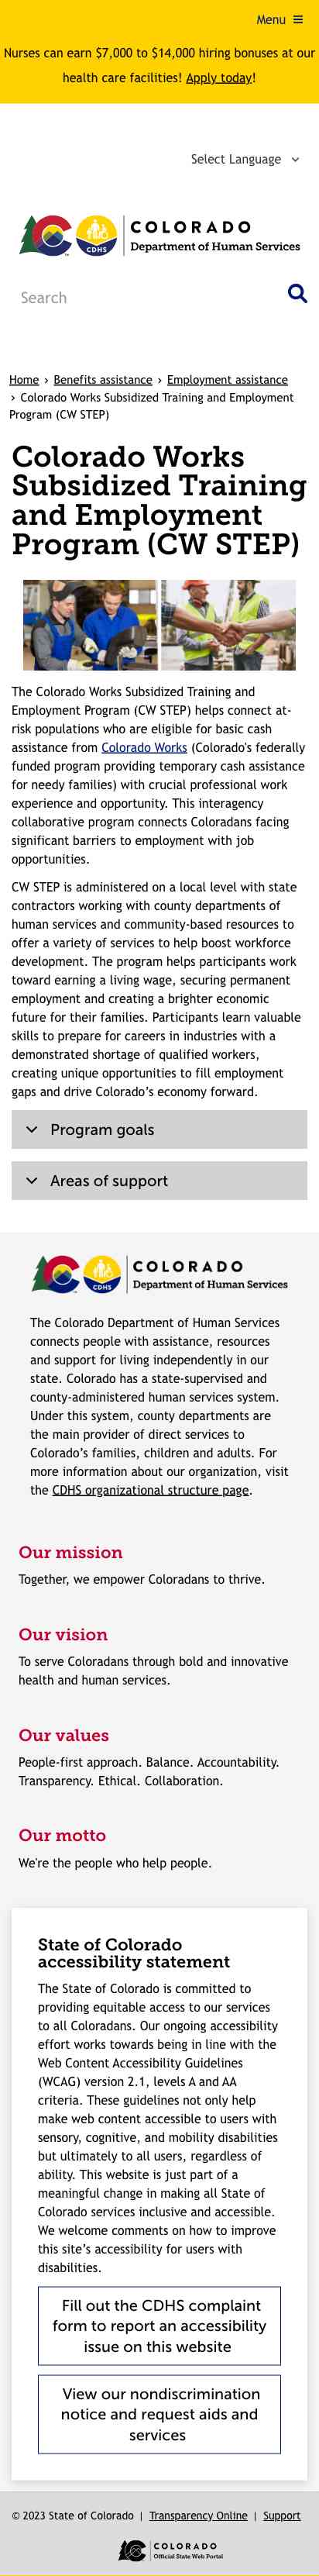 Menu
Nurses can earn $7,000 to $14,000 hiring bonuses at our
health care facilities! Apply today!
Select Language
CDHS
COLORADO
Department of Human Services
Search
Home › Benefits assistance › Employment assistance
› Colorado Works Subsidized Training and Employment
Program (CW STEP)
Colorado Works
Subsidized Training
and Employment
Program (CW STEP)
The Colorado Works Subsidized Training and
Employment Program (CW STEP) helps connect at-
risk populations who are eligible for basic cash
assistance from Colorado Works (Colorado's federally
funded program providing temporary cash assistance
for needy families) with crucial professional work
experience and opportunity. This interagency
collaborative program connects Coloradans facing
significant barriers to employment with job
opportunities.
CW STEP is administered on a local level with state
contractors working with county departments of
human services and community-based resources to
offer a variety of services to help boost workforce
development. The program helps participants work
toward earning a living wage, securing permanent
employment and creating a brighter economic
future for their families. Participants learn valuable
skills to prepare for careers in industries with a
demonstrated shortage of qualified workers,
creating unique opportunities to fill employment
gaps and drive Colorado’s economy forward.
Program goals
Areas of support
CDHS
COLORADO
Department of Human Services
The Colorado Department of Human Services
connects people with assistance, resources
and support for living independently in our
state. Colorado has a state-supervised and
county-administered human services system.
Under this system, county departments are
the main provider of direct services to
Colorado’s families, children and adults. For
more information about our organization, visit
the CDHS organizational structure page.
Our mission
Together, we empower Coloradans to thrive.
Our vision
To serve Coloradans through bold and innovative
health and human services.
Our values
People-first approach. Balance. Accountability.
Transparency. Ethical. Collaboration.
Our motto
We're the people who help people.
State of Colorado
accessibility statement
The State of Colorado is committed to
providing equitable access to our services
to all Coloradans. Our ongoing accessibility
effort works towards being in line with the
Web Content Accessibility Guidelines
(WCAG) version 2.1, levels A and AA
criteria. These guidelines not only help
make web content accessible to users with
sensory, cognitive, and mobility disabilities
but ultimately to all users, regardless of
ability. This website is just part of a
meaningful change in making all State of
Colorado services inclusive and accessible.
We welcome comments on how to improve
this site’s accessibility for users with
disabilities.
Fill out the CDHS complaint
form to report an accessibility
issue on this website
View our nondiscrimination
notice and request aids and
services
© 2023 State of Colorado | Transparency Online | Support
COLORADO
Official State Web Portal